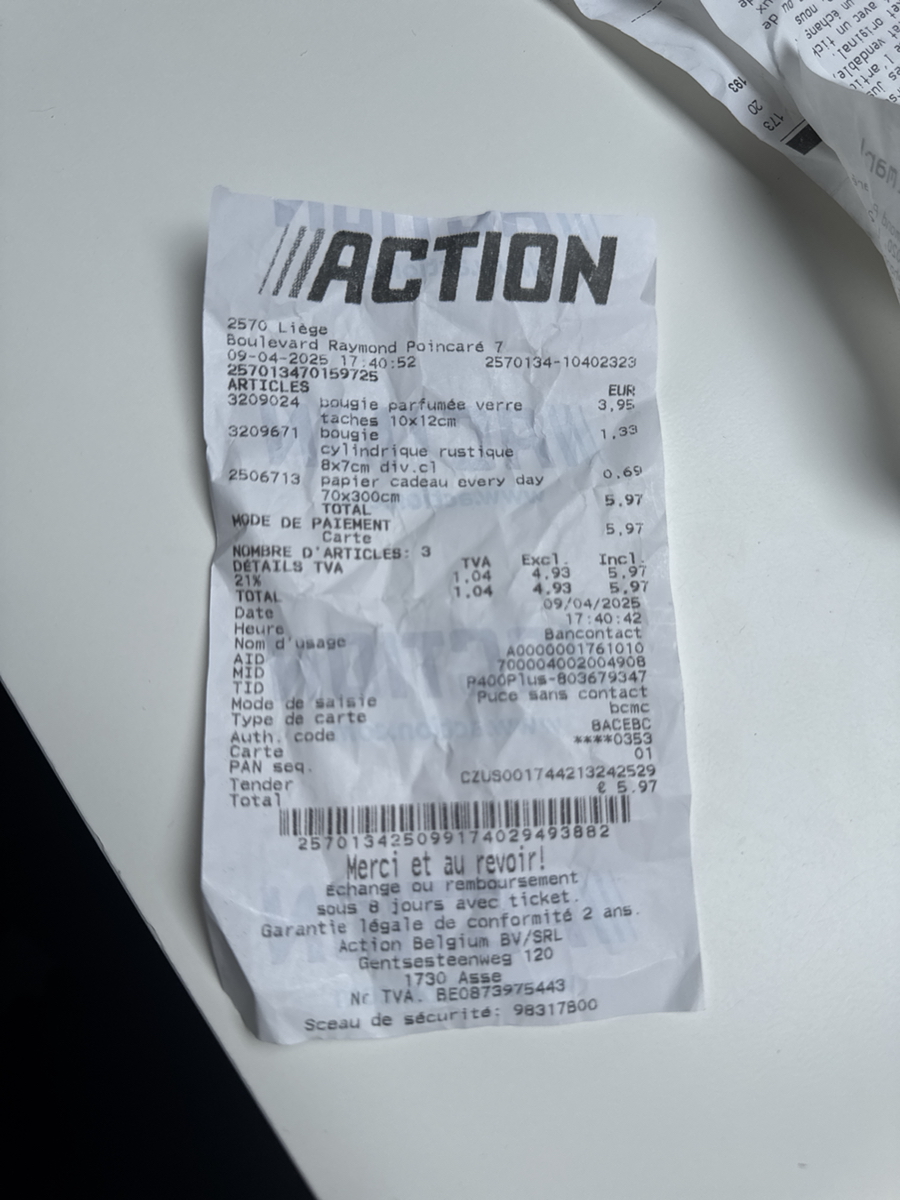 ///ACTION
2570 Liège
Boulevard Raymond Poincaré 7
09-04-2025 17:40:52 2570134-10402323
257013470159725
ARTICLES EUR
3209024 bougie parfumée verre 3,95
taches 10x12cm
3209671 bougie 1,33
cylindrique rustique
8x7cm div.cl
2506713 papier cadeau every day 0,69
70x300cm
TOTAL 5,97
MODE DE PAIEMENT
Carte 5,97
NOMBRE D'ARTICLES: 3
DÉTAILS TVA TVA Excl. Incl.
21% 1.04 4.93 5.97
TOTAL 1.04 4.93 5.97
Date 09/04/2025
Heure 17:40:42
Nom d'usage Bancontact
AID A0000001761010
MID 700004002004908
TID P400Plus-803679347
Mode de saisie Puce sans contact
Type de carte bcmc
Auth. code 8ACEBC
Carte ****0353
PAN seq. 01
Tender CZUS001744213242529
Total € 5.97
257013425099174029493882
Merci et au revoir!
Echange ou remboursement
sous 8 jours avec ticket.
Garantie légale de conformité 2 ans.
Action Belgium BV/SRL
Gentsesteenweg 120
1730 Asse
Nr TVA. BE0873975443
Sceau de sécurité: 98317B00
193
20
173